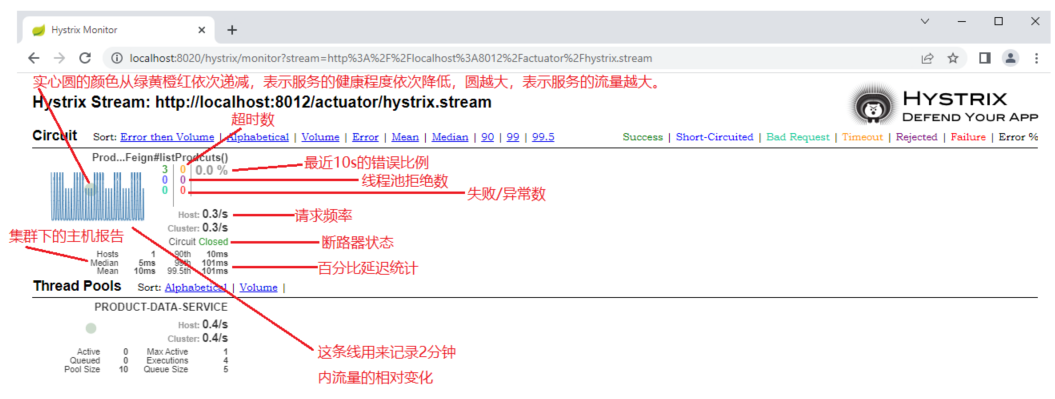 Hystrix Monitor
localhost:8020/hystrix/monitor?stream=http%3A%2F%2Flocalhost%3A8012%2Factuator%2Fhystrix.stream
实心圆的颜色从绿黄橙红依次递减，表示服务的健康程度依次降低，圆越大，表示服务的流量越大。
Hystrix Stream: http://localhost:8012/actuator/hystrix.stream
HYSTRIX
DEFEND YOUR APP
超时数
Circuit Sort: Error then Volume | Alphabetical | Volume | Error | Mean | Median | 90 | 99 | 99.5
Success | Short-Circuited | Bad Request | Timeout | Rejected | Failure | Error %
Prod...Feign#listProdcuts()
3 0 0.0 %
0 0
0 0
最近10s的错误比例
线程池拒绝数
失败/异常数
Host: 0.3/s
请求频率
Cluster: 0.3/s
集群下的主机报告
Circuit Closed
断路器状态
Hosts 1 90th 10ms
Median 5ms 99th 101ms
Mean 10ms 99.5th 101ms
百分比延迟统计
Thread Pools Sort: Alphabetical | Volume |
PRODUCT-DATA-SERVICE
Host: 0.4/s
Cluster: 0.4/s
Active 0 Max Active 1
Queued 0 Executions 4
Pool Size 10 Queue Size 5
这条线用来记录2分钟
内流量的相对变化